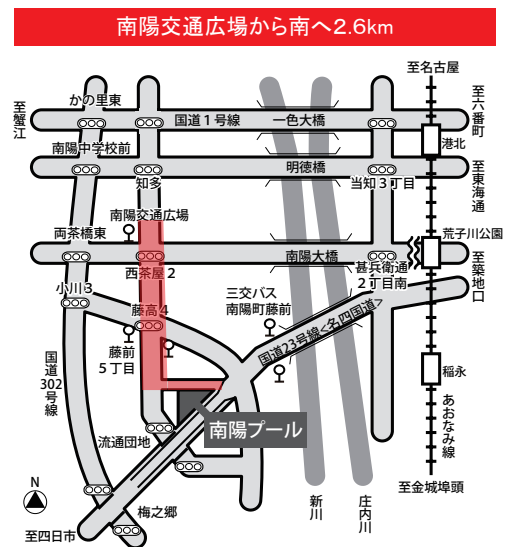 南陽交通広場から南へ2.6km
至名古屋
至蟹江
かの里東
国道1号線
一色大橋
至六番町
港北
南陽中学校前
明徳橋
至東海通
知多
当知3丁目
南陽交通広場
両茶橋東
荒子川公園
南陽大橋
西茶屋2
甚兵衛通
2丁目南
至築地口
小川3
三交バス
南陽町藤前
藤高4
国道23号線<名四国道>
藤前
5丁目
国道302号線
稲永
あおなみ線
南陽プール
流通団地
至金城埠頭
N
新川
庄内川
梅之郷
至四日市